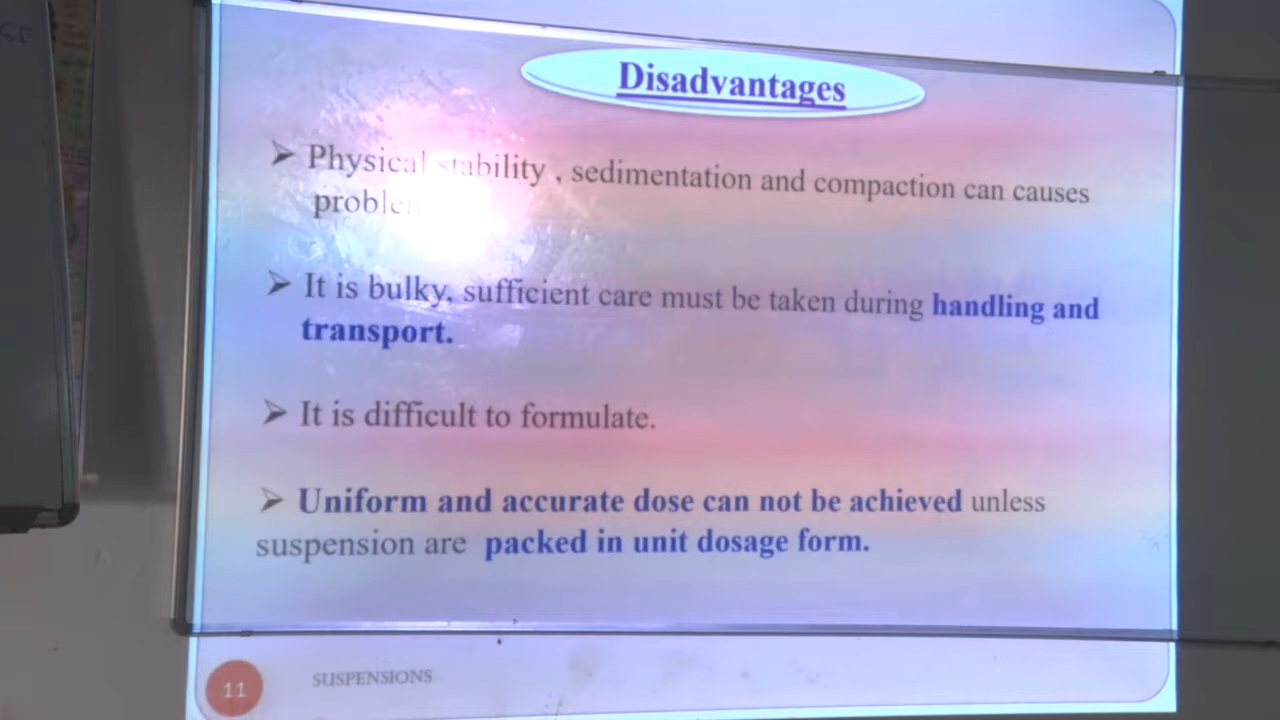 Disadvantages
➢ Physical stability , sedimentation and compaction can causes
➢ It is bulky, sufficient care must be taken during handling and
transport.
➢ It is difficult to formulate.
➢ Uniform and accurate dose can not be achieved unless
suspension are packed in unit dosage form.
11
SUSPENSIONS